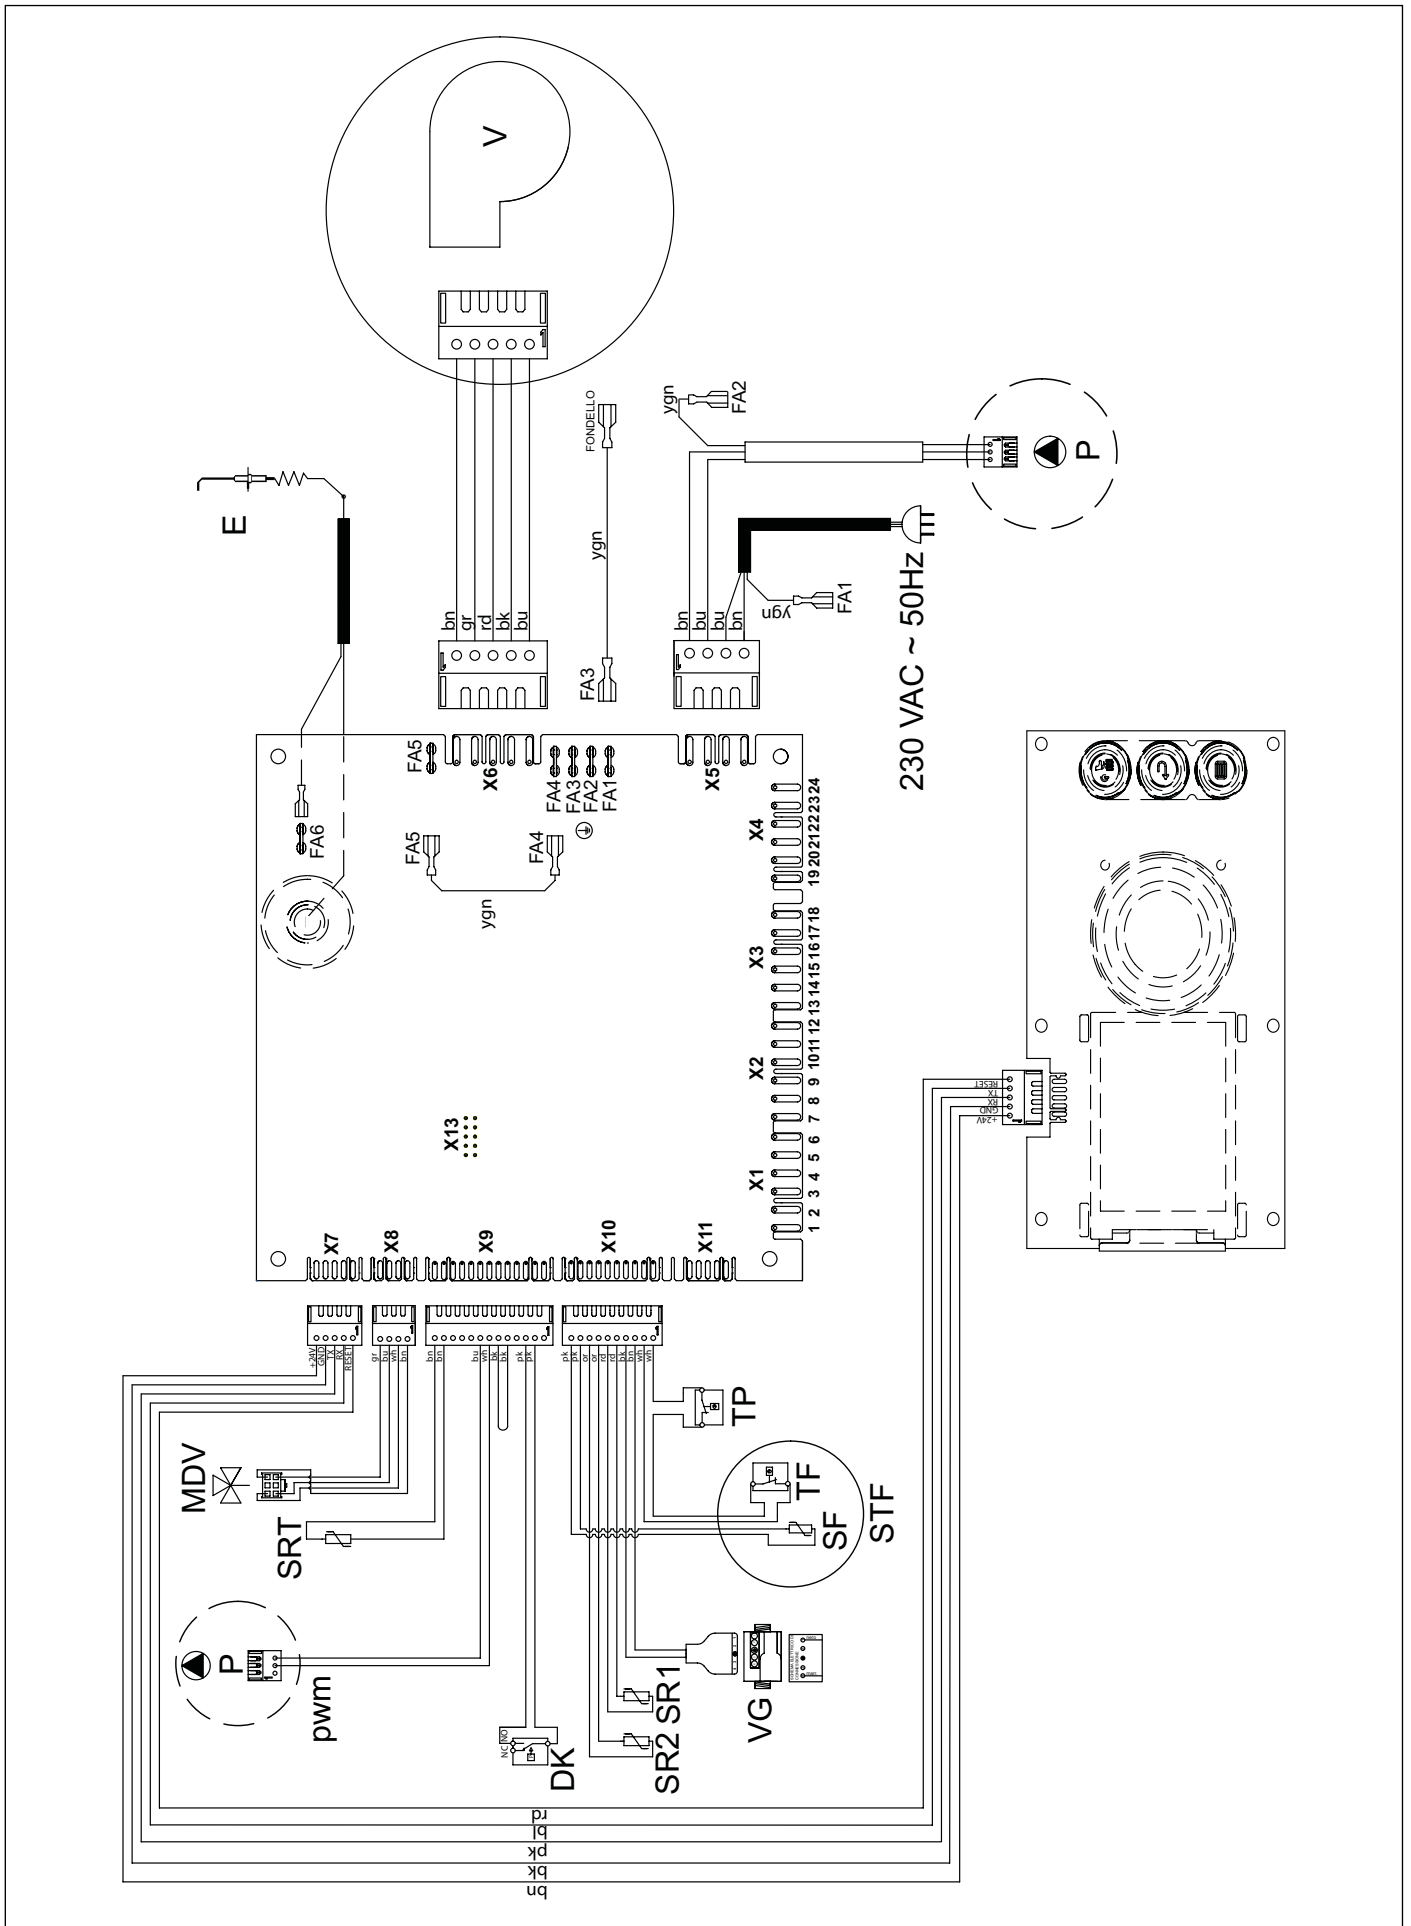 V
E
FONDELLO
ygn
FA3
ygn
FA2
P
bn
gr
rd
bk
bu
bn
bu
bu
bn
ygn
FA1
230 VAC ~ 50Hz
FA6
FA5
X6
FA4
FA3
FA2
FA1
X5
FA5
FA4
ygn
X13
X4
24
23
22
21
20
19
X3
18
17
16
15
14
13
X2
12
11
10
9
8
7
X1
6
5
4
3
2
1
X7
X8
X9
X10
X11
+24V
GND
TX
RX
RESET
gr
bu
wh
bn
bn
bn
bu
wh
bk
bk
pk
pk
pk
pk
or
or
rd
rd
bk
bn
wh
wh
MDV
SRT
P
pwm
NC
NO
DK
SR2
SR1
VG
TP
TF
SF
STF
RESET
TX
RX
GND
+24V
rd
bl
pk
bk
bn